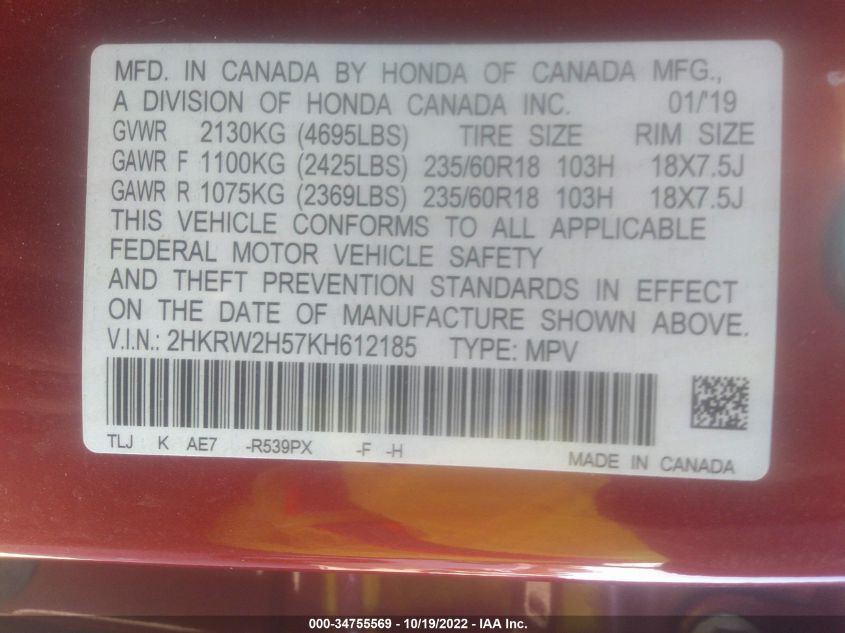 MFD. IN CANADA BY HONDA OF CANADA MFG.,
A DIVISION OF HONDA CANADA INC. 01/'19
GVWR 2130KG (4695LBS) TIRE SIZE RIM SIZE
GAWR F 1100KG (2425LBS) 235/60R18 103H 18X7.5J
GAWR R 1075KG (2369LBS) 235/60R18 103H 18X7.5J
THIS VEHICLE CONFORMS TO ALL APPLICABLE
FEDERAL MOTOR VEHICLE SAFETY
AND THEFT PREVENTION STANDARDS IN EFFECT
ON THE DATE OF MANUFACTURE SHOWN ABOVE.
V.I.N.: 2HKRW2H57KH612185 TYPE: MPV
TLJ K AE7 -R539PX -F -H
MADE IN CANADA
000-34755569 - 10/19/2022 - IAA Inc.